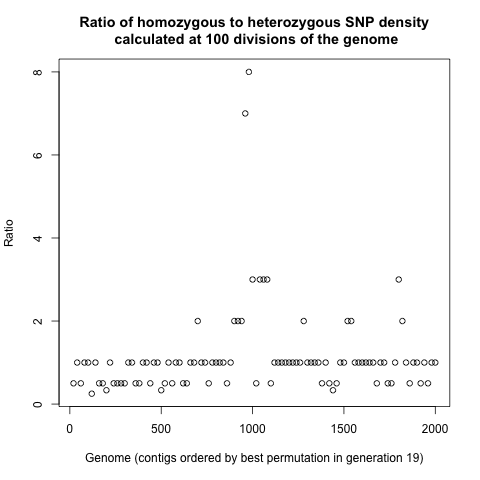 Ratio of homozygous to heterozygous SNP density
calculated at 100 divisions of the genome
8
6
4
2
0
Ratio
0 500 1000 1500 2000
Genome (contigs ordered by best permutation in generation 19)